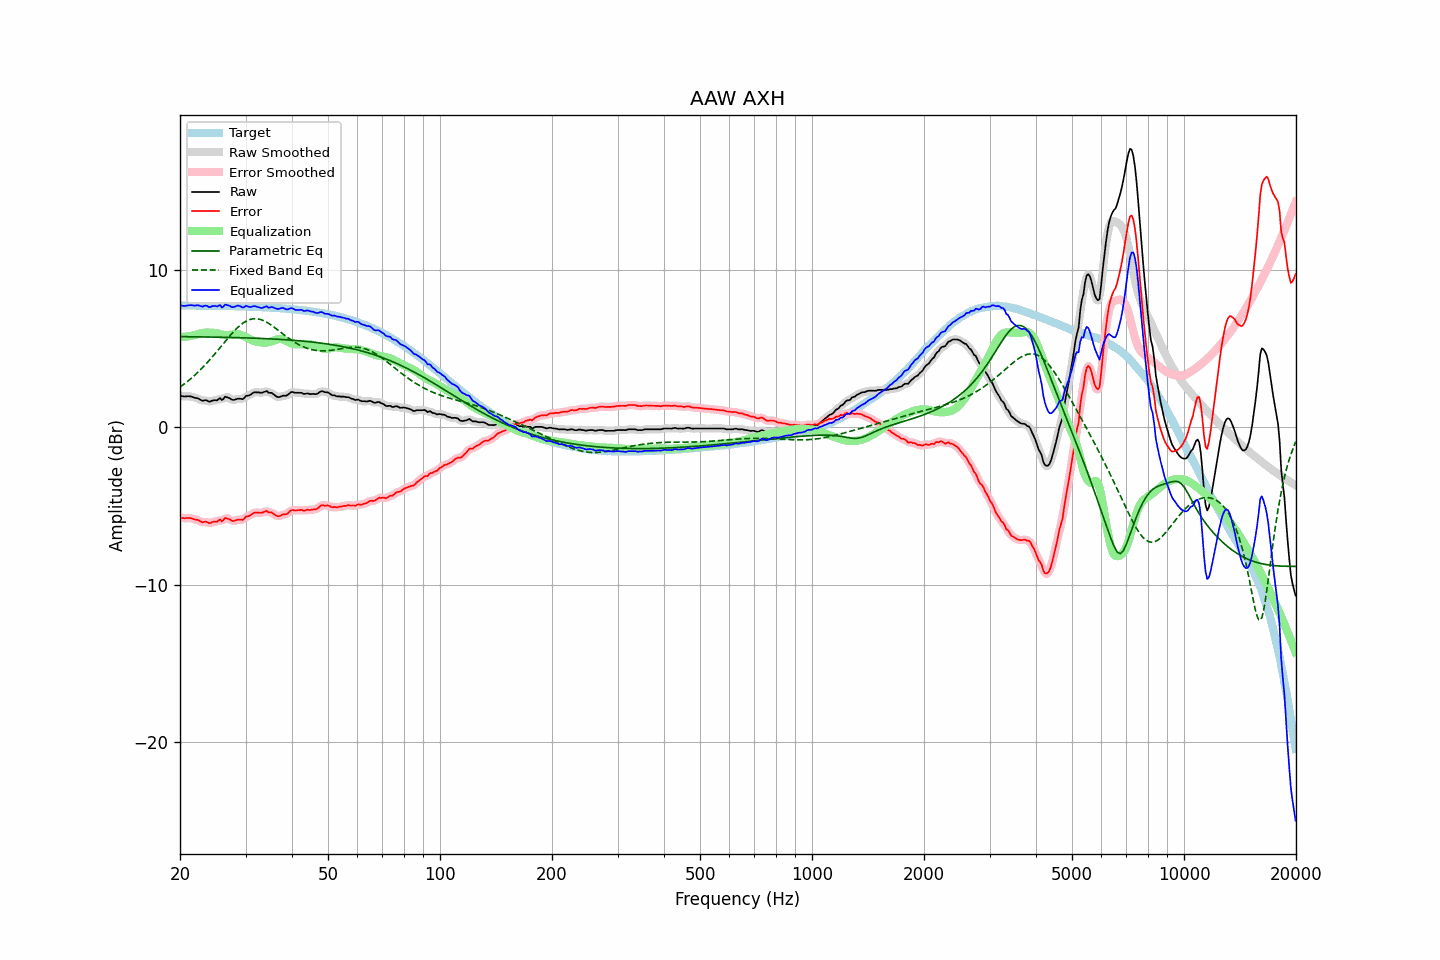 AAW AXH
Target
Raw Smoothed
Error Smoothed
Raw
Error
Equalization
Parametric Eq
Fixed Band Eq
Equalized
10
0
−10
−20
Amplitude (dBr)
20 50 100 200 500 1000 2000 5000 10000 20000
Frequency (Hz)